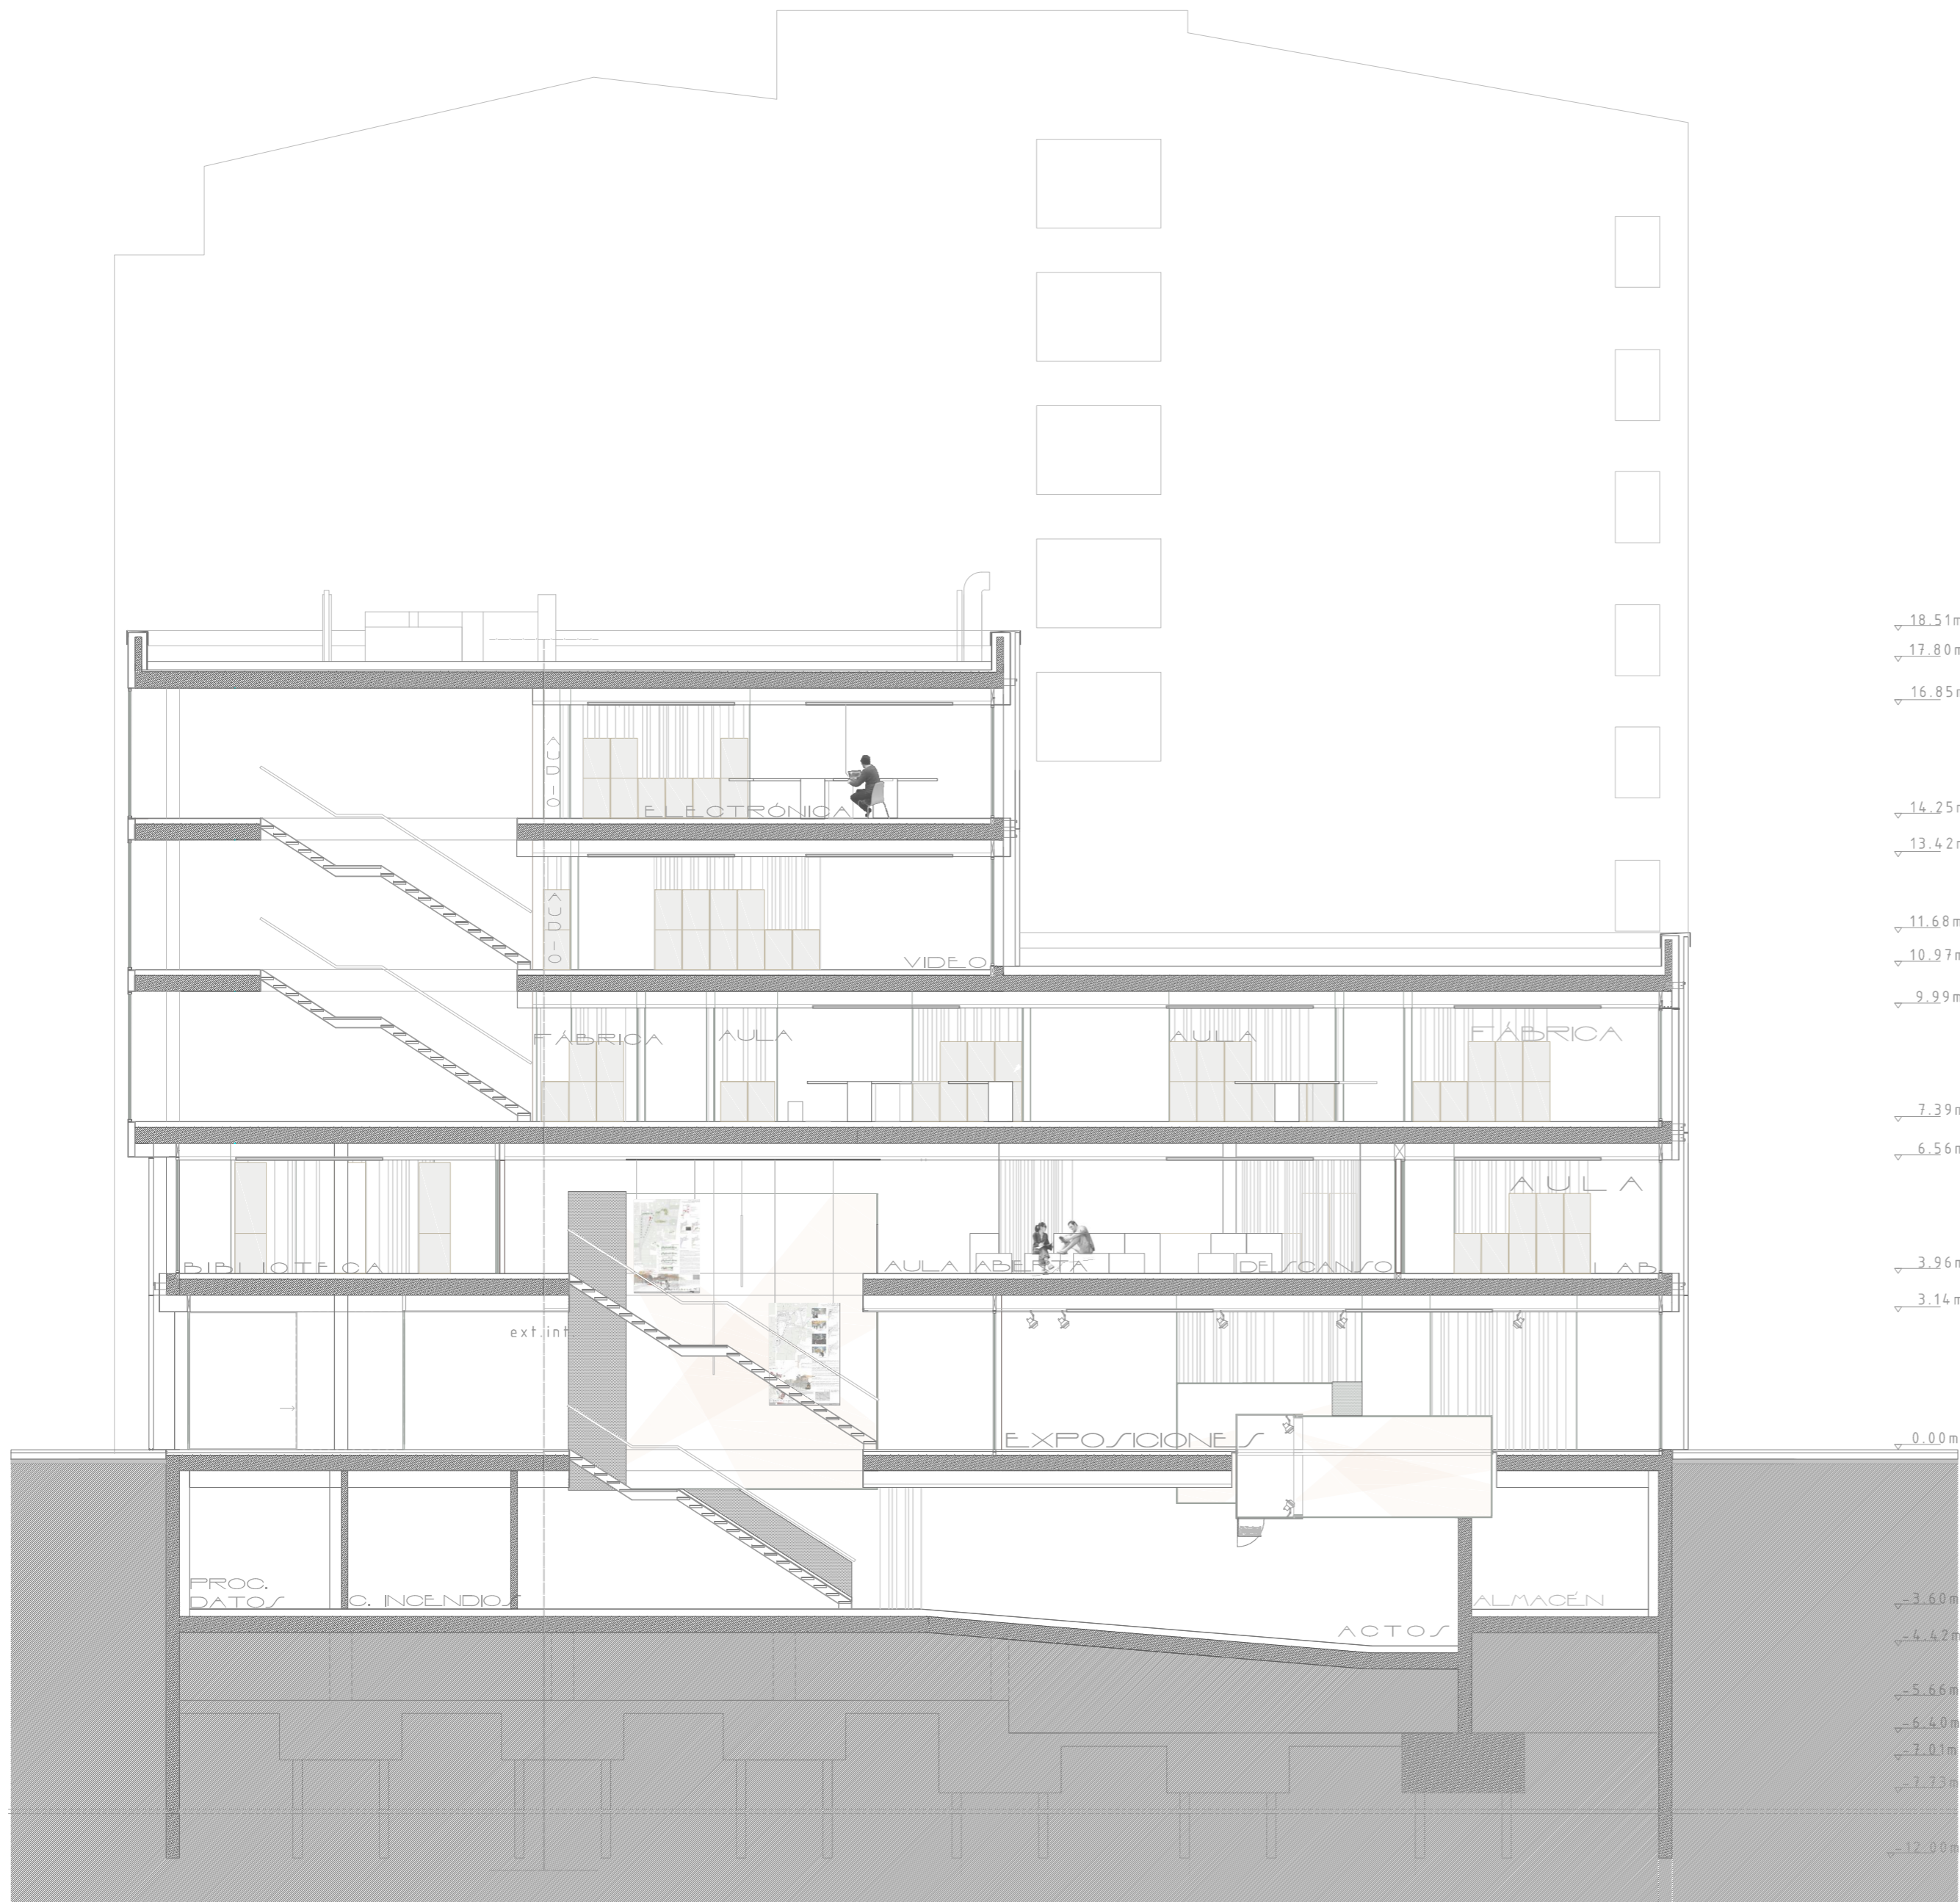 18.51m
17.80m
16.85m
AUDIO
ELECTRÓNICA
14.25m
13.42m
AUDIO
VIDEO
11.68m
10.97m
9.99m
FÁBRICA
AULA
AULA
FÁBRICA
7.39m
6.56m
AULA
BIBLIOTECA
AULA ABIERTA
DESCANSO
LAB.
3.96m
3.14m
ext.int.
EXPOSICIONES
0.00m
PROC.
DATOS
C. INCENDIOS
ALMACÉN
-3.60m
ACTOS
-4.42m
-5.66m
-6.40m
-7.01m
-7.73m
-12.00m